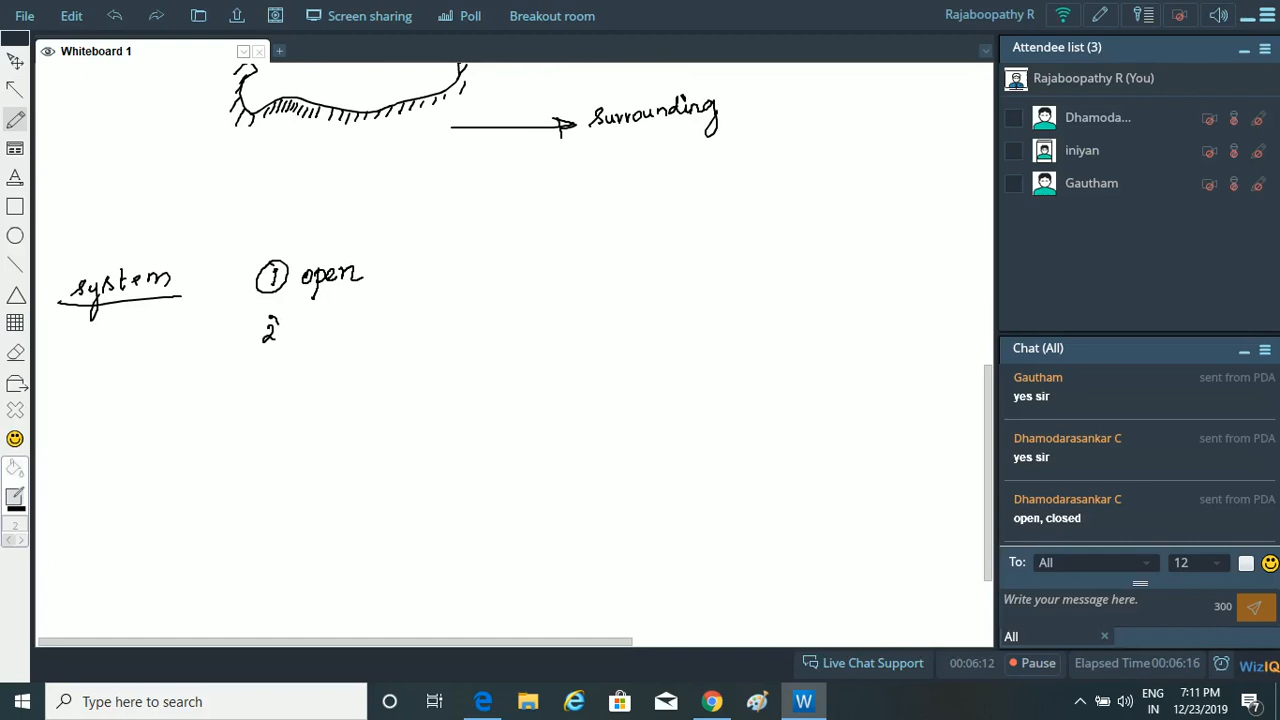 File Edit Screen sharing Poll Breakout room Rajaboopathy R
Whiteboard 1
Attendee list (3)
Rajaboopathy R (You)
Dhamoda...
iniyan
Gautham
surrounding
system 1 open
2
Chat (All)
Gautham sent from PDA
yes sir
Dhamodarasankar C sent from PDA
yes sir
Dhamodarasankar C sent from PDA
open, closed
To: All 12
Write your message here. 300
All
2
Live Chat Support 00:06:12 Pause Elapsed Time 00:06:16 WizIQ
Type here to search
ENG 7:11 PM
IN 12/23/2019 7